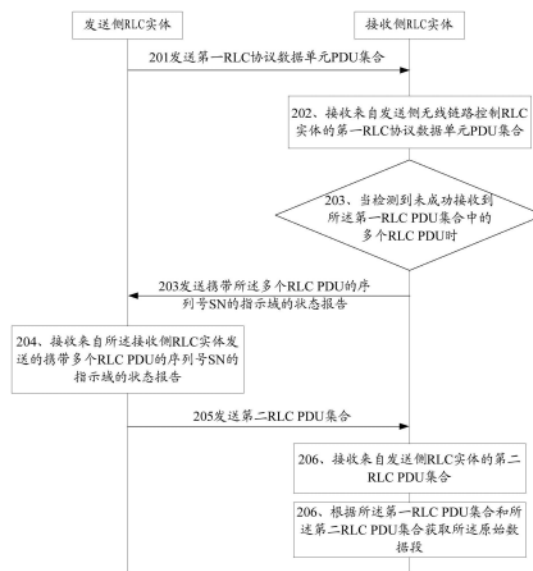 发送侧RLC实体
接收侧RLC实体
201发送第一RLC协议数据单元PDU集合
202、接收来自发送侧无线链路控制RLC
实体的第一RLC协议数据单元PDU集合
203、当检测到未成功接收到
所述第一RLC PDU集合中的
多个RLC PDU时
203发送携带所述多个RLC PDU的序
列号SN的指示域的状态报告
204、接收来自所述接收侧RLC实体发
送的携带多个RLC PDU的序列号SN的
指示域的状态报告
205发送第二RLC PDU集合
206、接收来自发送侧RLC实体的第二
RLC PDU集合
206、根据所述第一RLC PDU集合和所
述第二RLC PDU集合获取所述原始数
据段